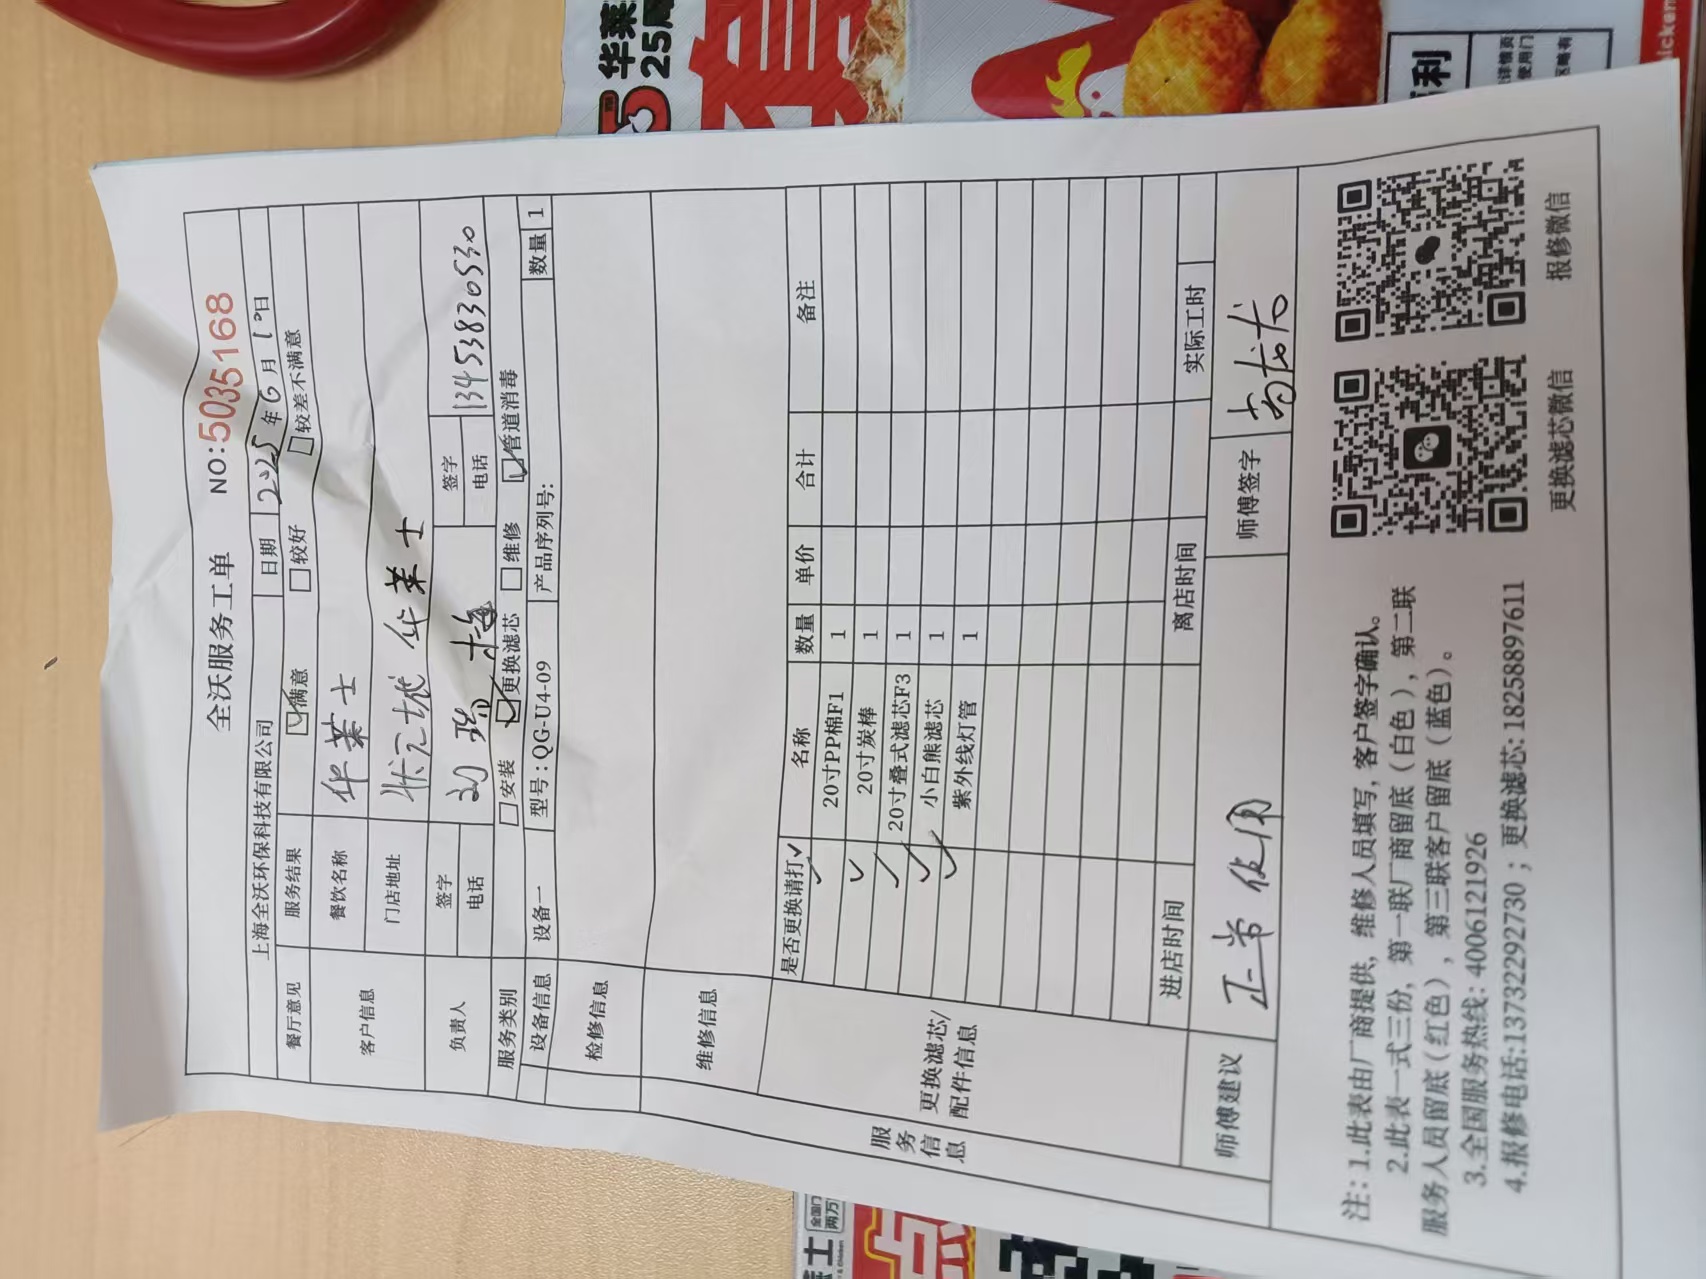 全沃服务工单 NO:5035168
上海全沃环保科技有限公司 日期 2025年6月10日
餐厅意见 服务结果 ☑满意 □较好 □较差不满意
客户信息 餐饮名称 华莱士
门店地址 华莱士
负责人 签字 签字
电话 电话 13453830530
服务类别 □安装 ☑更换滤芯 □维修 ☑管道消毒
设备信息 设备一 型号:QG-U4-09 产品序列号: 数量 1
检修信息
维修信息
服务信息
更换滤芯/配件信息
是否更换请打✓ 名称 数量 单价 合计 备注
✓ 20寸PP棉F1 1
✓ 20寸炭棒 1
✓ 20寸叠式滤芯F3 1
✓ 小白熊滤芯 1
✓ 紫外线灯管 1
进店时间 离店时间 实际工时
师傅建议 正常使用 师傅签字
注:1.此表由厂商提供,维修人员填写,客户签字确认。
2.此表一式三份,第一联厂商留底(白色),第二联
服务人员留底(红色),第三联客户留底(蓝色)。
3.全国服务热线:4006121926
4.报修电话:13732292730;更换滤芯:18258897611
更换滤芯微信 报修微信
华莱
25周
利
icken
士